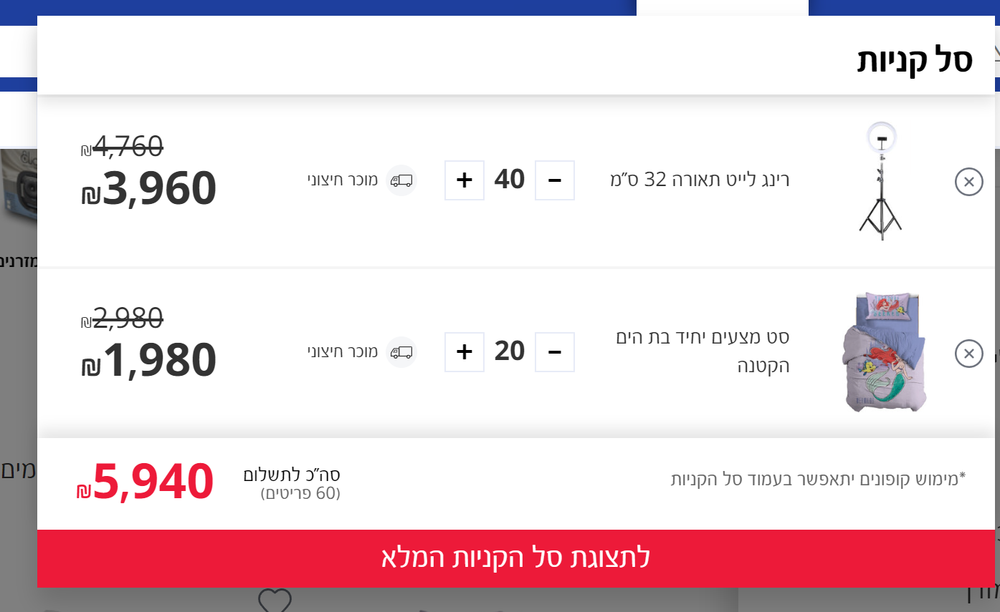 סל קניות
רינג לייט תאורה 32 ס״מ
− 40 +
מוכר חיצוני
4,760₪
3,960₪
סט מצעים יחיד בת הים
הקטנה
− 20 +
מוכר חיצוני
2,980₪
1,980₪
*מימוש קופונים יתאפשר בעמוד סל הקניות
סה״כ לתשלום
(60 פריטים)
5,940₪
לתצוגת סל הקניות המלא